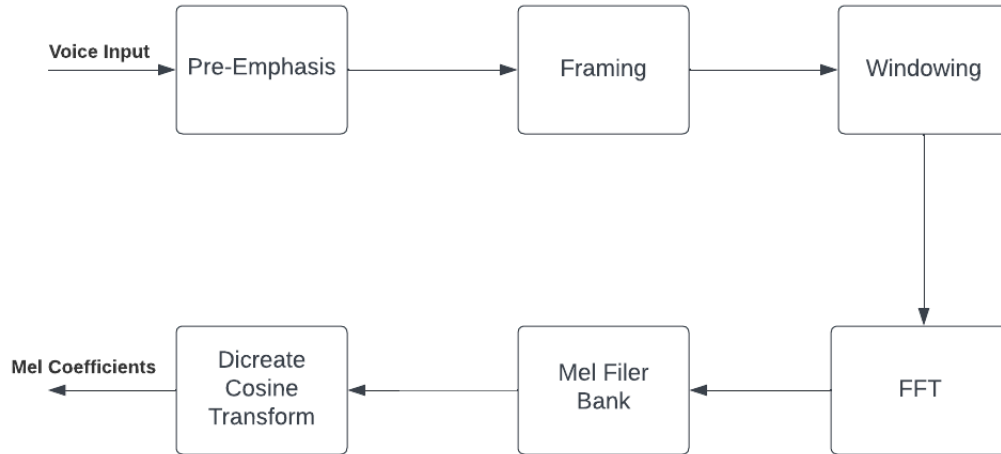 Voice Input
Pre-Emphasis
Framing
Windowing
Mel Coefficients
Dicreate
Cosine
Transform
Mel Filer
Bank
FFT